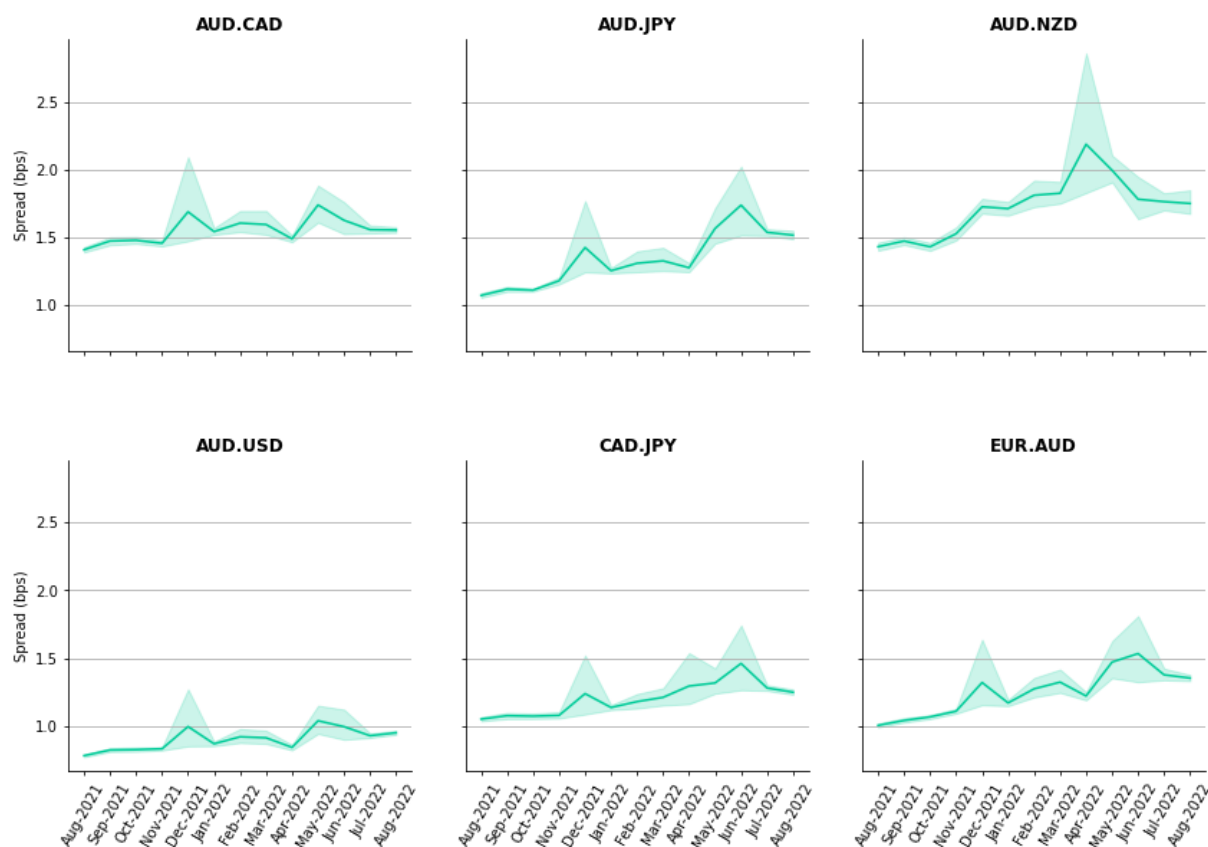 AUD.CAD
AUD.JPY
AUD.NZD
Spread (bps)
2.5
2.0
1.5
1.0
AUD.USD
CAD.JPY
EUR.AUD
Spread (bps)
2.5
2.0
1.5
1.0
Aug-2021
Sep-2021
Oct-2021
Nov-2021
Dec-2021
Jan-2022
Feb-2022
Mar-2022
Apr-2022
May-2022
Jun-2022
Jul-2022
Aug-2022
Aug-2021
Sep-2021
Oct-2021
Nov-2021
Dec-2021
Jan-2022
Feb-2022
Mar-2022
Apr-2022
May-2022
Jun-2022
Jul-2022
Aug-2022
Aug-2021
Sep-2021
Oct-2021
Nov-2021
Dec-2021
Jan-2022
Feb-2022
Mar-2022
Apr-2022
May-2022
Jun-2022
Jul-2022
Aug-2022